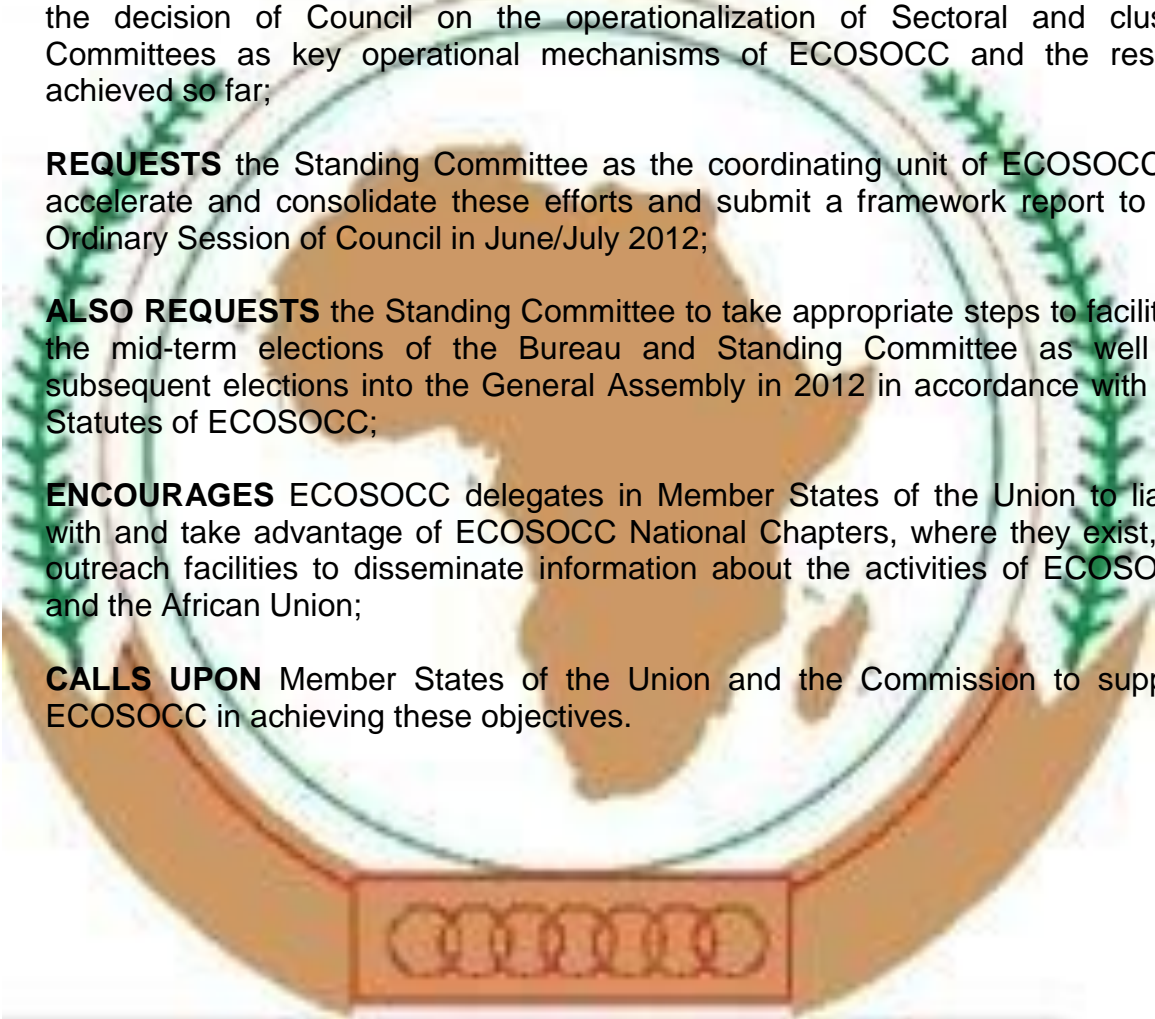 the decision of Council on the operationalization of Sectoral and clus
Committees as key operational mechanisms of ECOSOCC and the res
achieved so far;
REQUESTS the Standing Committee as the coordinating unit of ECOSOCC
accelerate and consolidate these efforts and submit a framework report to
Ordinary Session of Council in June/July 2012;
ALSO REQUESTS the Standing Committee to take appropriate steps to facilit
the mid-term elections of the Bureau and Standing Committee as well
subsequent elections into the General Assembly in 2012 in accordance with
Statutes of ECOSOCC;
ENCOURAGES ECOSOCC delegates in Member States of the Union to lia
with and take advantage of ECOSOCC National Chapters, where they exist,
outreach facilities to disseminate information about the activities of ECOSO
and the African Union;
CALLS UPON Member States of the Union and the Commission to supp
ECOSOCC in achieving these objectives.